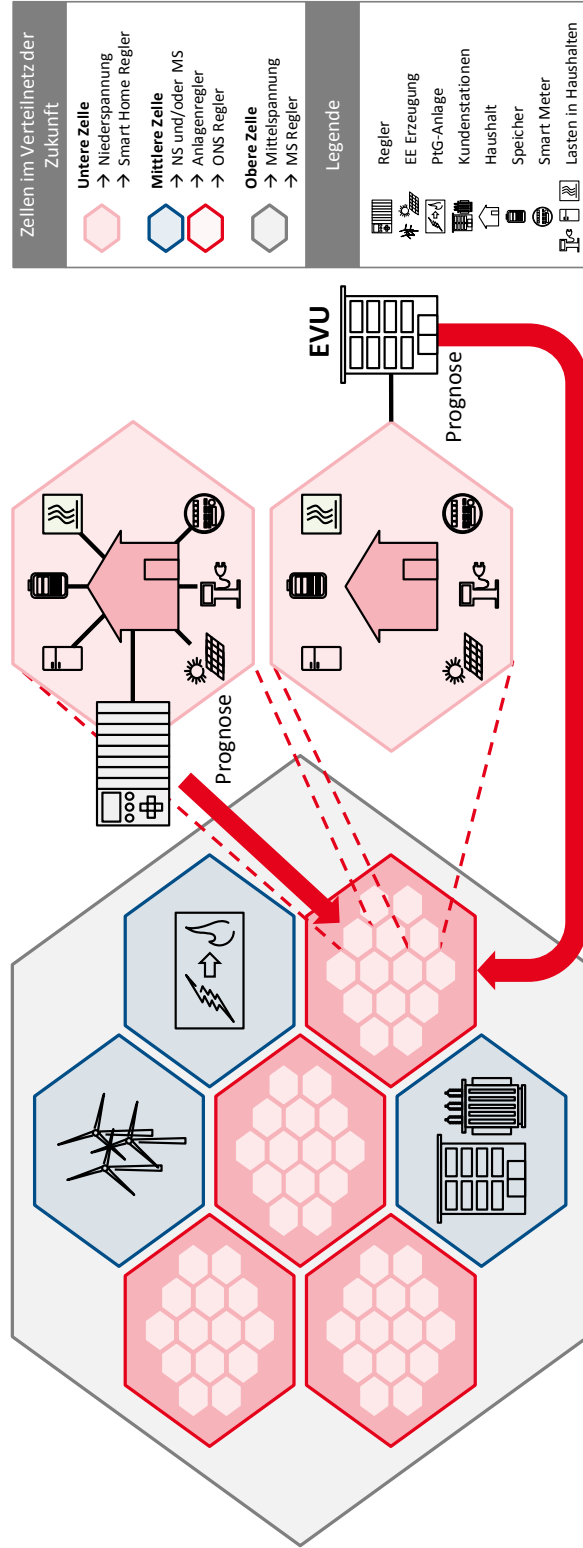 Zellen im Verteilnetz der
Zukunft
Untere Zelle
→ Niederspannung
→ Smart Home Regler
Mittlere Zelle
→ NS und/oder MS
→ Anlagenregler
→ ONS Regler
Obere Zelle
→ Mittelspannung
→ MS Regler
Legende
Regler
EE Erzeugung
PtG-Anlage
Kundenstationen
Haushalt
Speicher
Smart Meter
Lasten in Haushalten
Prognose
EVU
Prognose